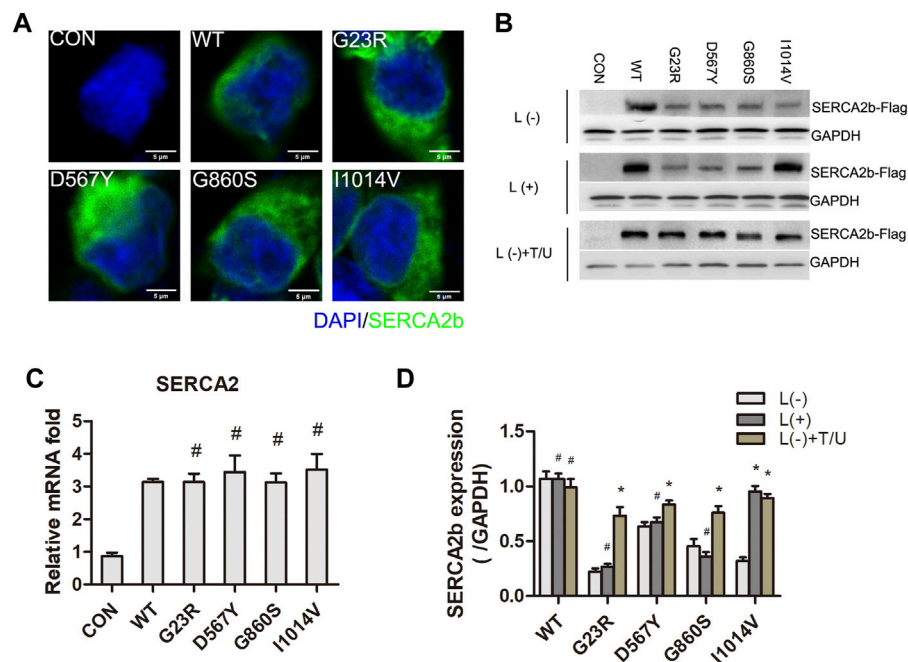 A
CON
WT
G23R
5 μm
5 μm
5 μm
D567Y
G860S
I1014V
5 μm
5 μm
5 μm
DAPI/SERCA2b
B
CON
WT
G23R
D567Y
G860S
I1014V
L (-)
SERCA2b-Flag
GAPDH
L (+)
SERCA2b-Flag
GAPDH
L (-)+T/U
SERCA2b-Flag
GAPDH
C
SERCA2
Relative mRNA fold
5
4
3
2
1
0
# # # #
CON
WT
G23R
D567Y
G860S
I1014V
D
L(-)
L(+)
L(-)+T/U
SERCA2b expression
( /GAPDH)
1.5
1.0
0.5
0.0
# # # * # * # * * *
WT
G23R
D567Y
G860S
I1014V